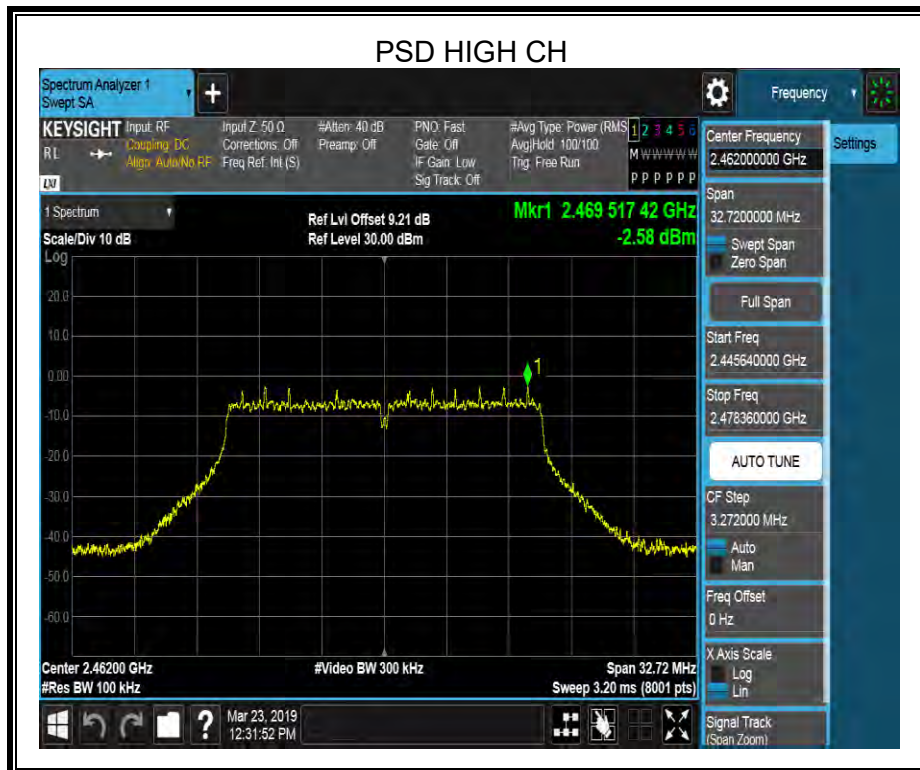 PSD HIGH CH
Spectrum Analyzer 1
Swept SA
+
Frequency
Settings
KEYSIGHT
RL
LXI
Input: RF
Coupling: DC
Align: Auto/No RF
Input Z: 50 Ω
Corrections: Off
Freq Ref: Int (S)
#Atten: 40 dB
Preamp: Off
PNO: Fast
Gate: Off
IF Gain: Low
Sig Track: Off
#Avg Type: Power (RMS
Avg|Hold: 100/100
Trig: Free Run
1 2 3 4 5 6
M W W W W W
P P P P P P
1 Spectrum
Scale/Div 10 dB
Ref Lvl Offset 9.21 dB
Ref Level 30.00 dBm
Mkr1 2.469 517 42 GHz
-2.58 dBm
Log
20.0
10.0
0.00
-10.0
-20.0
-30.0
-40.0
-50.0
-60.0
1
Center 2.46200 GHz
#Res BW 100 kHz
#Video BW 300 kHz
Span 32.72 MHz
Sweep 3.20 ms (8001 pts)
Center Frequency
2.462000000 GHz
Span
32.7200000 MHz
Swept Span
Zero Span
Full Span
Start Freq
2.445640000 GHz
Stop Freq
2.478360000 GHz
AUTO TUNE
CF Step
3.272000 MHz
Auto
Man
Freq Offset
0 Hz
X Axis Scale
Log
Lin
Signal Track
(Span Zoom)
?
Mar 23, 2019
12:31:52 PM